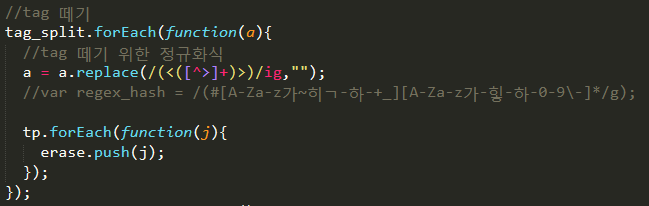 //tag 떼기
tag_split.forEach(function(a){
//tag 떼기 위한 정규화식
a = a.replace(/(<([^>]+)>)/ig,"");
//var regex_hash = /(#[A-Za-z가~히ㄱ-하-+_][A-Za-z가-힣-하-0-9\-]*/g);
tp.forEach(function(j){
erase.push(j);
});
});